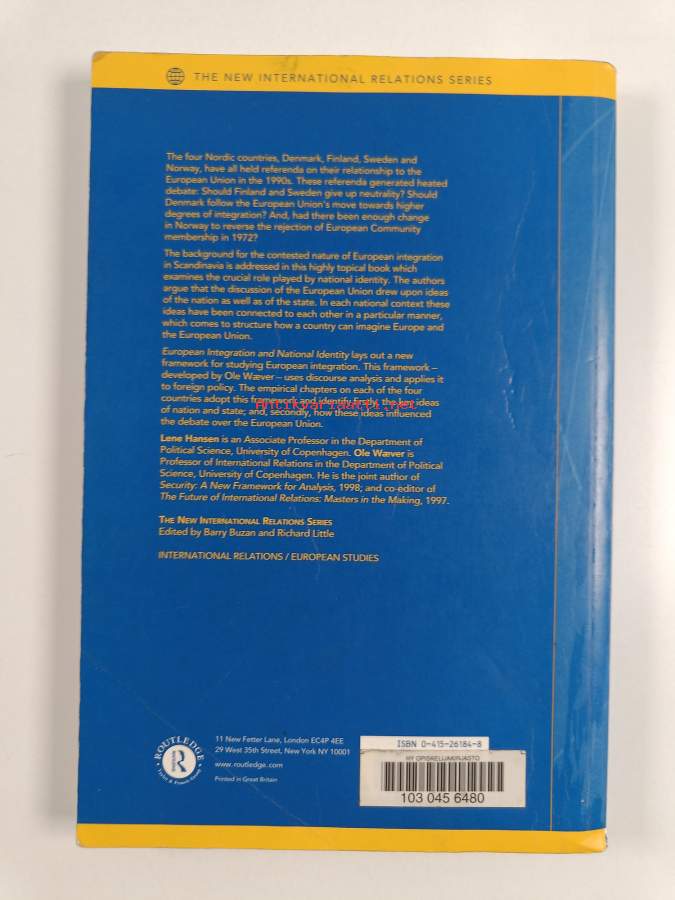 THE NEW INTERNATIONAL RELATIONS SERIES
The four Nordic countries, Denmark, Finland, Sweden and
Norway, have all held referenda on their relationship to the
European Union in the 1990s. These referenda generated heated
debate: Should Finland and Sweden give up neutrality? Should
Denmark follow the European Union's move towards higher
degrees of integration? And, had there been enough change
in Norway to reverse the rejection of European Community
membership in 1972?
The background for the contested nature of European integration
in Scandinavia is addressed in this highly topical book which
examines the crucial role played by national identity. The authors
argue that the discussion of the European Union drew upon ideas
of the nation as well as of the state. In each national context these
ideas have been connected to each other in a particular manner,
which comes to structure how a country can imagine Europe and
the European Union.
European Integration and National Identity lays out a new
framework for studying European integration. This framework –
developed by Ole Wæver – uses discourse analysis and applies it
to foreign policy. The empirical chapters on each of the four
countries adopt this framework and identify firstly, the key ideas
Antikvariaatti.net
of nation and state; and, secondly, how these ideas influenced
the debate over the European Union.
Lene Hansen is an Associate Professor in the Department of
Political Science, University of Copenhagen. Ole Wæver is
Professor of International Relations in the Department of Political
Science, University of Copenhagen. He is the joint author of
Security: A New Framework for Analysis, 1998; and co-editor of
The Future of International Relations: Masters in the Making, 1997.
THE NEW INTERNATIONAL RELATIONS SERIES
Edited by Barry Buzan and Richard Little
INTERNATIONAL RELATIONS / EUROPEAN STUDIES
ROUTLEDGE
R
Taylor & Francis Group
11 New Fetter Lane, London EC4P 4EE
29 West 35th Street, New York NY 10001
www.routledge.com
Printed in Great Britain
ISBN 0-415-26184-8
HY OPISKELIJAKIRJASTO
103 045 6480